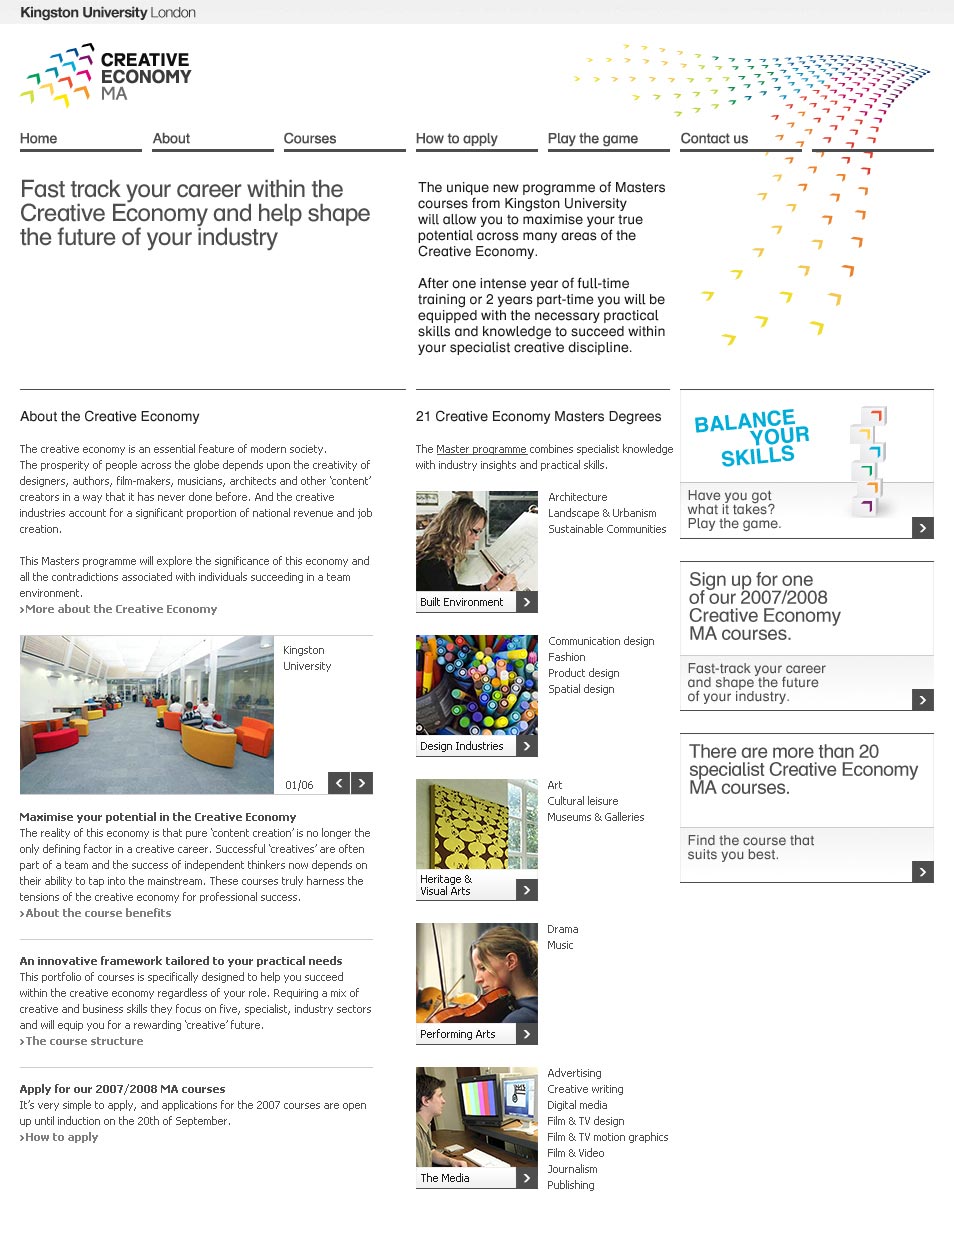 Kingston University London
CREATIVE
ECONOMY
MA
Home
About
Courses
How to apply
Play the game
Contact us
Fast track your career within the
Creative Economy and help shape
the future of your industry
The unique new programme of Masters
courses from Kingston University
will allow you to maximise your true
potential across many areas of the
Creative Economy.
After one intense year of full-time
training or 2 years part-time you will be
equipped with the necessary practical
skills and knowledge to succeed within
your specialist creative discipline.
About the Creative Economy
The creative economy is an essential feature of modern society.
The prosperity of people across the globe depends upon the creativity of
designers, authors, film-makers, musicians, architects and other ‘content’
creators in a way that it has never done before. And the creative
industries account for a significant proportion of national revenue and job
creation.
This Masters programme will explore the significance of this economy and
all the contradictions associated with individuals succeeding in a team
environment.
›More about the Creative Economy
Kingston
University
01/06
Maximise your potential in the Creative Economy
The reality of this economy is that pure ‘content creation’ is no longer the
only defining factor in a creative career. Successful ‘creatives’ are often
part of a team and the success of independent thinkers now depends on
their ability to tap into the mainstream. These courses truly harness the
tensions of the creative economy for professional success.
›About the course benefits
An innovative framework tailored to your practical needs
This portfolio of courses is specifically designed to help you succeed
within the creative economy regardless of your role. Requiring a mix of
creative and business skills they focus on five, specialist, industry sectors
and will equip you for a rewarding ‘creative’ future.
›The course structure
Apply for our 2007/2008 MA courses
It’s very simple to apply, and applications for the 2007 courses are open
up until induction on the 20th of September.
›How to apply
21 Creative Economy Masters Degrees
The Master programme combines specialist knowledge
with industry insights and practical skills.
Built Environment
Architecture
Landscape & Urbanism
Sustainable Communities
Design Industries
Communication design
Fashion
Product design
Spatial design
Heritage &
Visual Arts
Art
Cultural leisure
Museums & Galleries
Performing Arts
Drama
Music
The Media
Advertising
Creative writing
Digital media
Film & TV design
Film & TV motion graphics
Film & Video
Journalism
Publishing
BALANCE
YOUR
SKILLS
Have you got
what it takes?
Play the game.
Sign up for one
of our 2007/2008
Creative Economy
MA courses.
Fast-track your career
and shape the future
of your industry.
There are more than 20
specialist Creative Economy
MA courses.
Find the course that
suits you best.